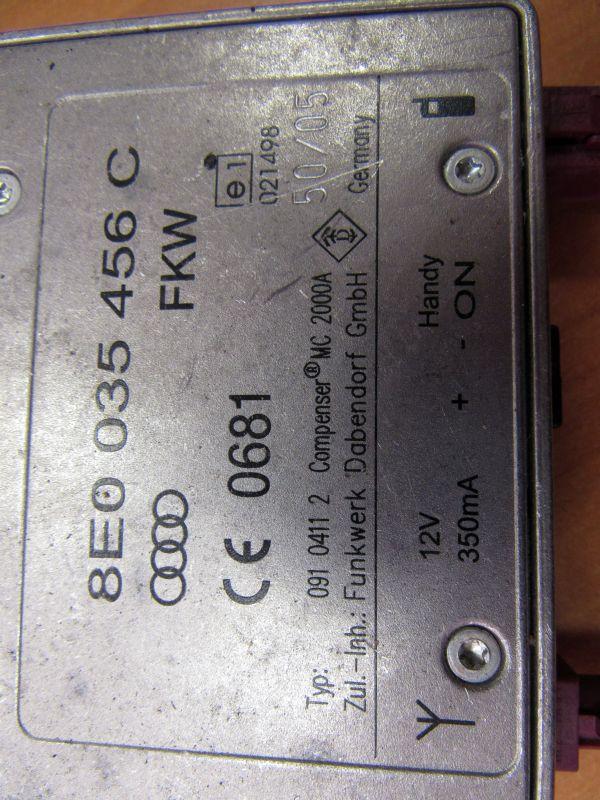 8E0 035 456 C
FKW
CE 0681
e1
021498
50/05
Typ: 091 0411 2 Compenser® MC 2000A
Zul.-Inh.: Funkwerk Dabendorf GmbH Germany
12V Handy
350mA + - ON